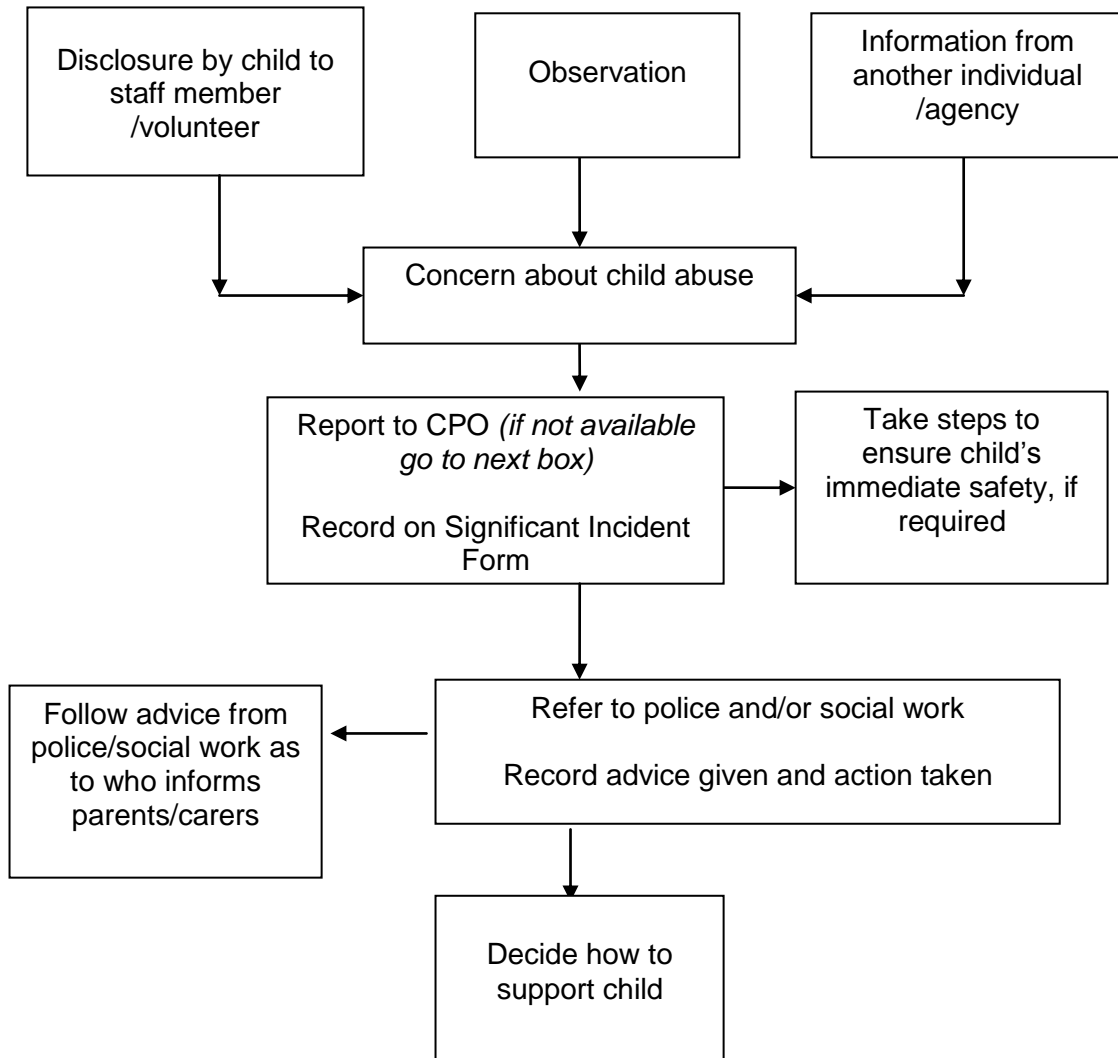 Disclosure by child to
staff member
/volunteer
Observation
Information from
another individual
/agency
Concern about child abuse
Report to CPO (if not available
go to next box)
Record on Significant Incident
Form
Take steps to
ensure child’s
immediate safety, if
required
Follow advice from
police/social work as
to who informs
parents/carers
Refer to police and/or social work
Record advice given and action taken
Decide how to
support child